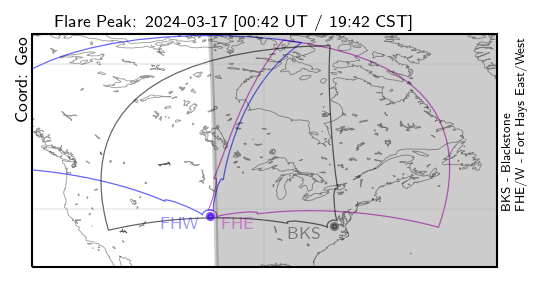 Flare Peak: 2024-03-17 [00:42 UT / 19:42 CST]
Coord: Geo
FHW
FHE
BKS
BKS - Blackstone
FHE/W - Fort Hays East/West